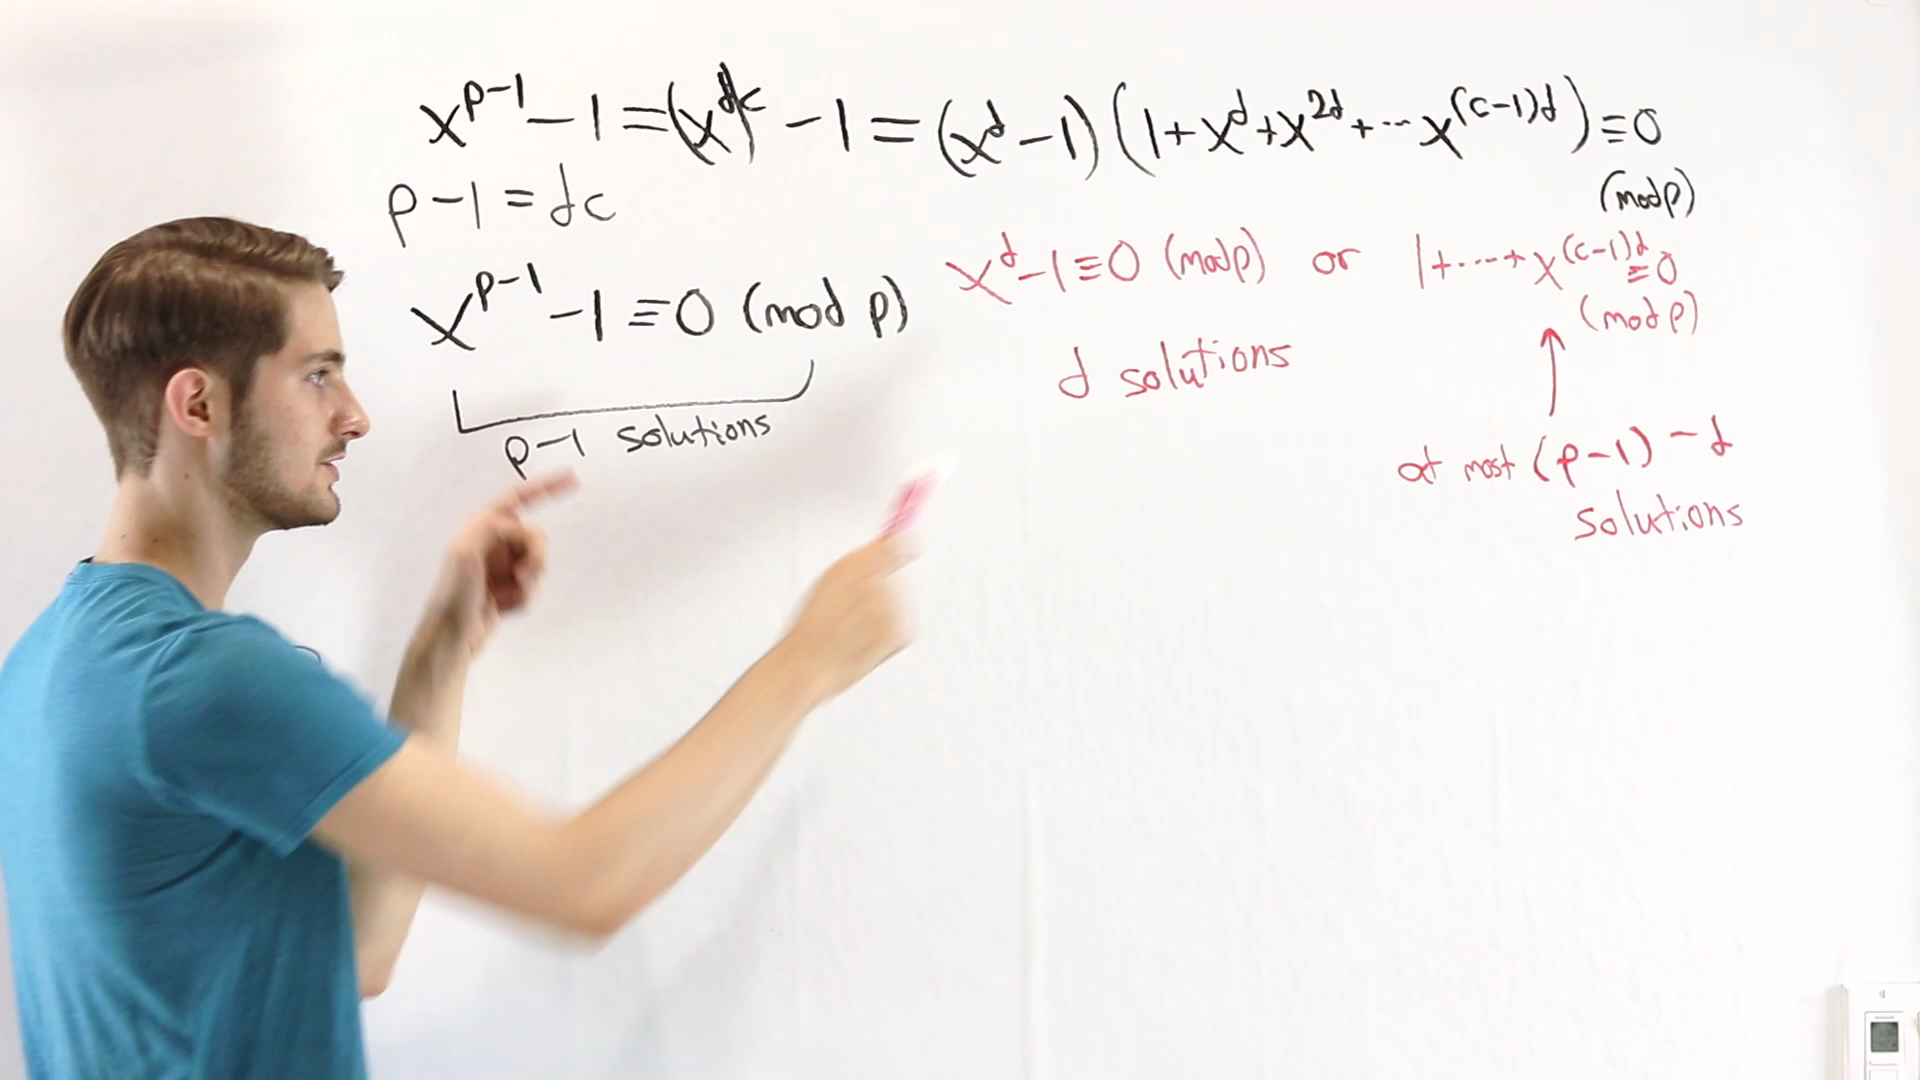 x^{p-1} - 1 = (x^d)^c - 1 = (x^d - 1)(1 + x^d + x^{2d} + ⋯ x^{(c-1)d}) ≡ 0
(mod p)
p - 1 = dc
x^{p-1} - 1 ≡ 0 (mod p)
p-1 solutions
x^d - 1 ≡ 0 (mod p) or 1 + ⋯ + x^{(c-1)d} ≡ 0
(mod p)
d solutions
at most (p-1) - d
solutions